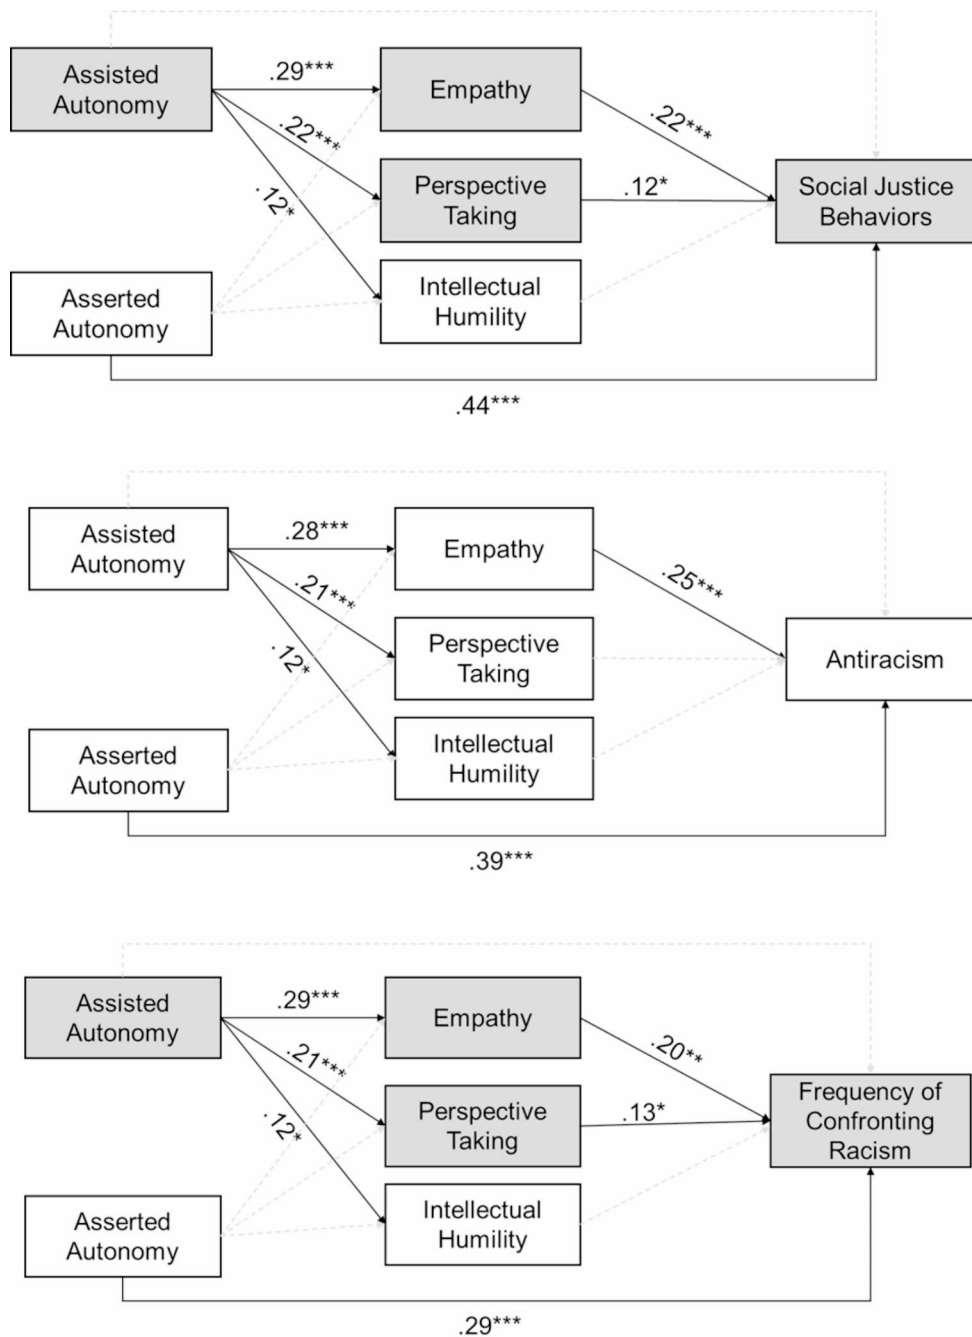 Assisted
Autonomy
.29***
Empathy
.22***
.22***
Perspective
Taking
.12*
Social Justice
Behaviors
.12*
Asserted
Autonomy
Intellectual
Humility
.44***
Assisted
Autonomy
.28***
Empathy
.21***
.25***
Perspective
Taking
Antiracism
.12*
Asserted
Autonomy
Intellectual
Humility
.39***
Assisted
Autonomy
.29***
Empathy
.21***
.20**
Perspective
Taking
.13*
Frequency of
Confronting
Racism
.12*
Asserted
Autonomy
Intellectual
Humility
.29***